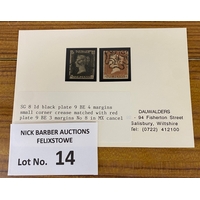 SG 8 1d black plate 9 BE 4 margins
small corner crease matched with red
plate 9 BE 3 margins No 8 in MX cancel
DAUWALDERS
94 Fisherton Street
Salisbury, Wiltshire
Tel: (0722) 412100
NICK BARBER AUCTIONS
FELIXSTOWE
Lot No. 14